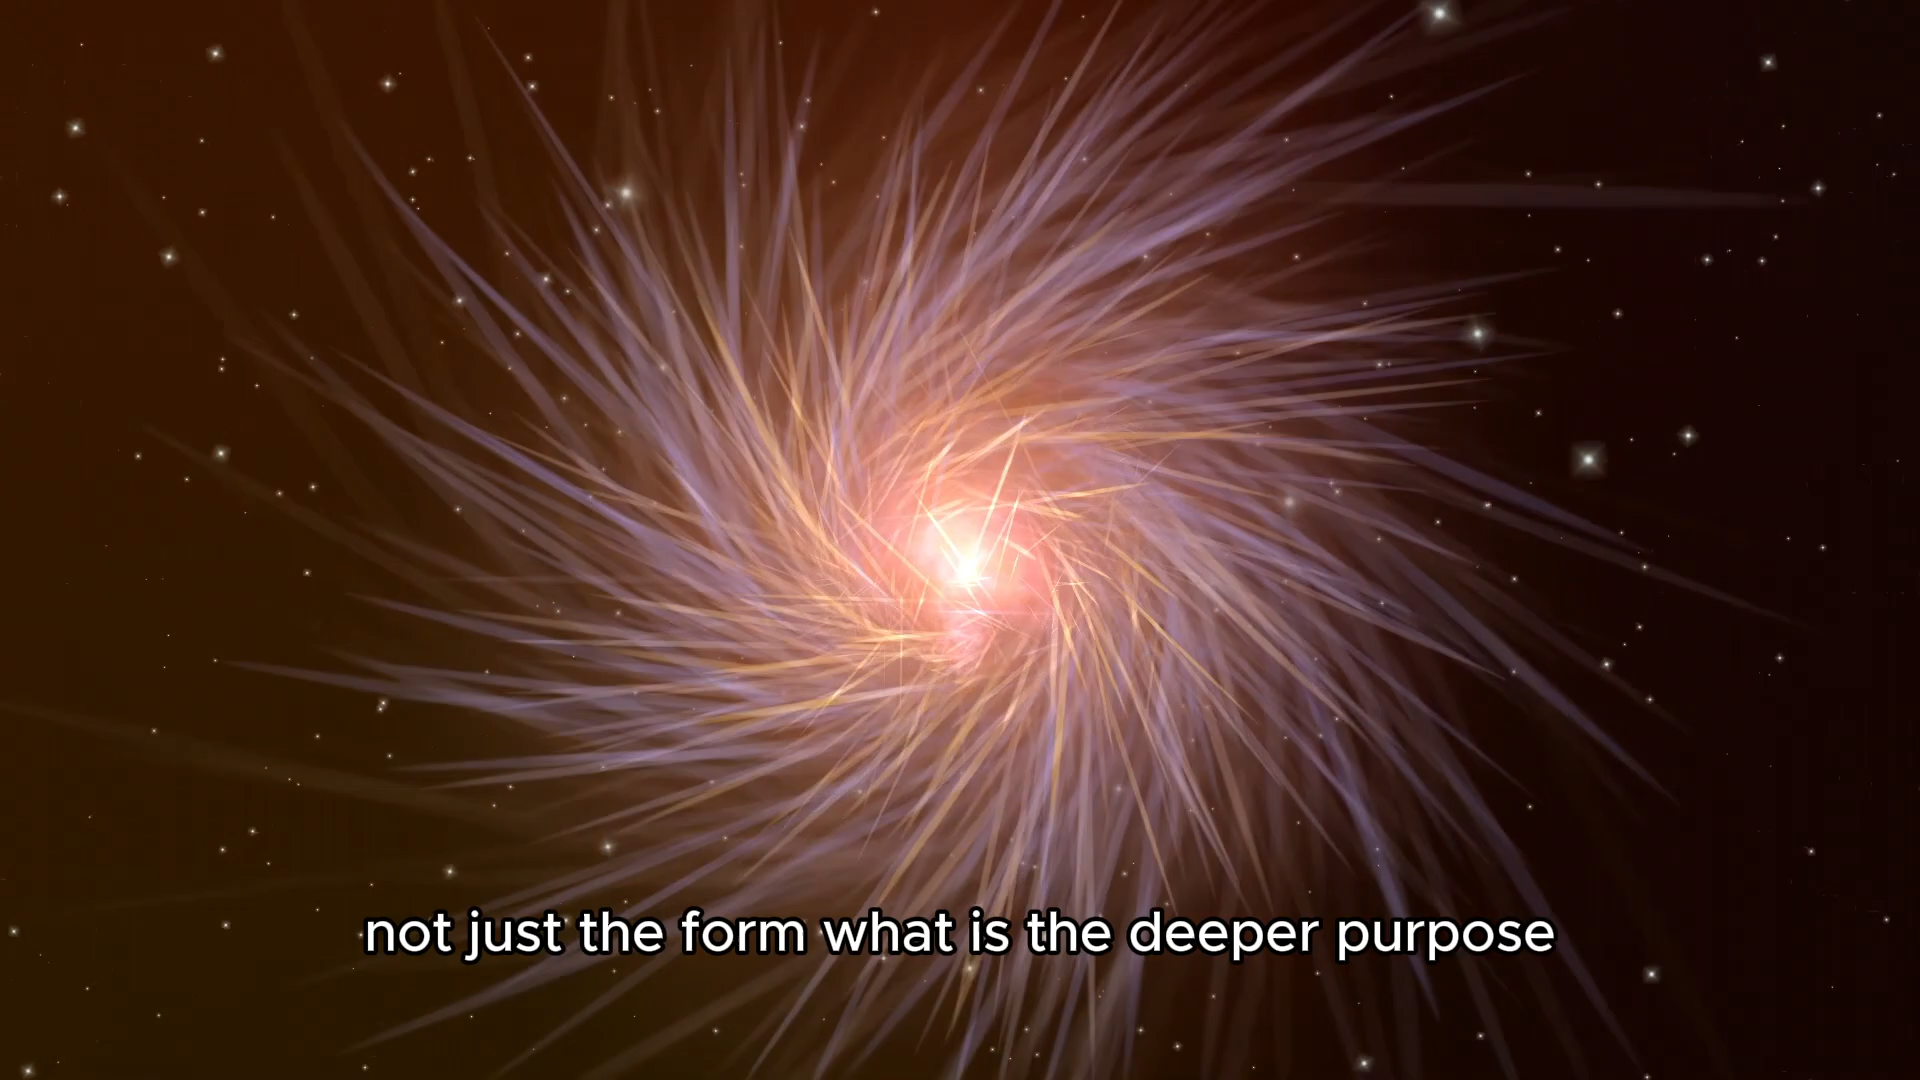 not just the form what is the deeper purpose